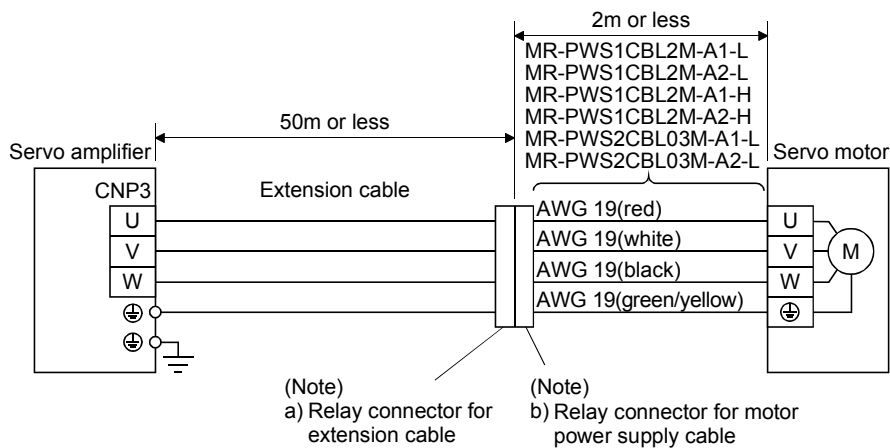 2m or less
MR-PWS1CBL2M-A1-L
MR-PWS1CBL2M-A2-L
MR-PWS1CBL2M-A1-H
MR-PWS1CBL2M-A2-H
MR-PWS2CBL03M-A1-L
MR-PWS2CBL03M-A2-L
50m or less
Servo amplifier
Servo motor
CNP3
Extension cable
U
AWG 19(red)
U
V
AWG 19(white)
V
M
W
AWG 19(black)
W
AWG 19(green/yellow)
(Note)
a) Relay connector for
extension cable
(Note)
b) Relay connector for motor
power supply cable